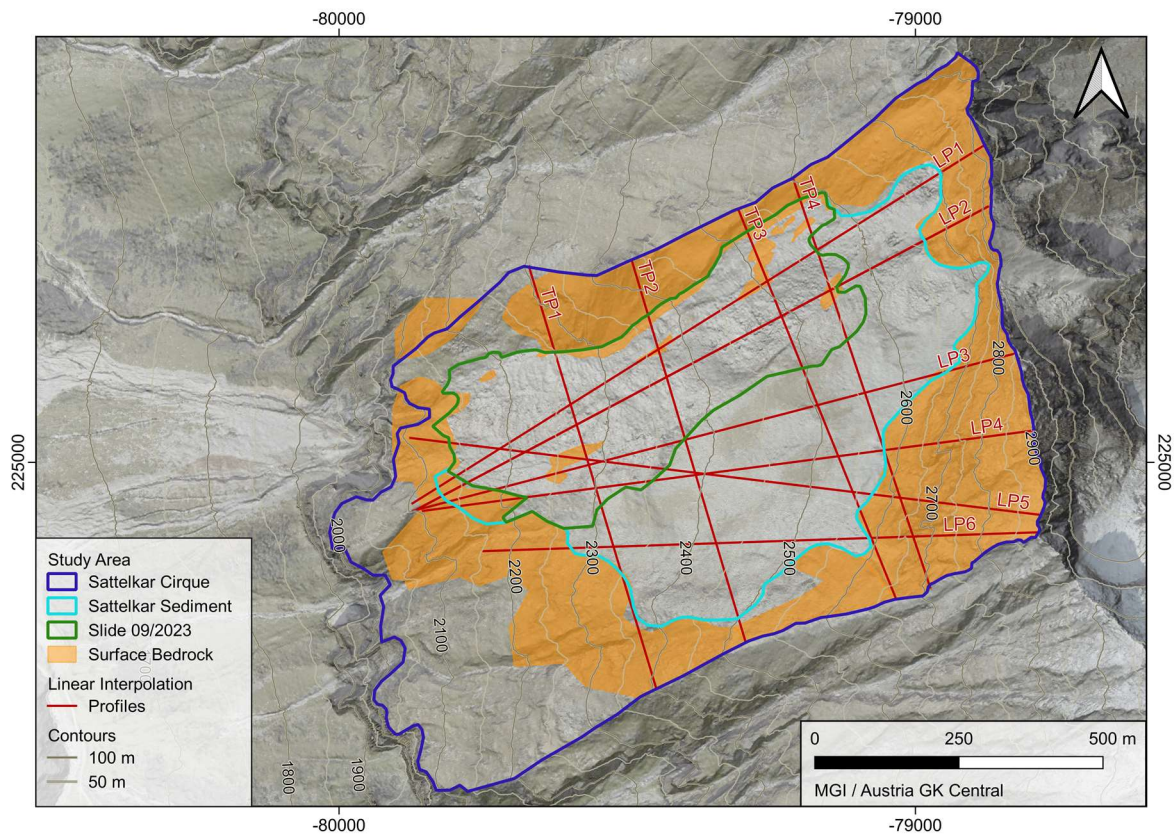 -80000
-79000
LP1
TP4
LP2
TP3
TP2
TP1
LP3
2800
2600
LP4
2900
225000
225000
2700
LP5
2000
LP6
2300
2400
2500
2200
2100
1800
1900
Study Area
Sattelkar Cirque
Sattelkar Sediment
Slide 09/2023
Surface Bedrock
Linear Interpolation
Profiles
Contours
100 m
50 m
0
250
500 m
MGI / Austria GK Central
-80000
-79000